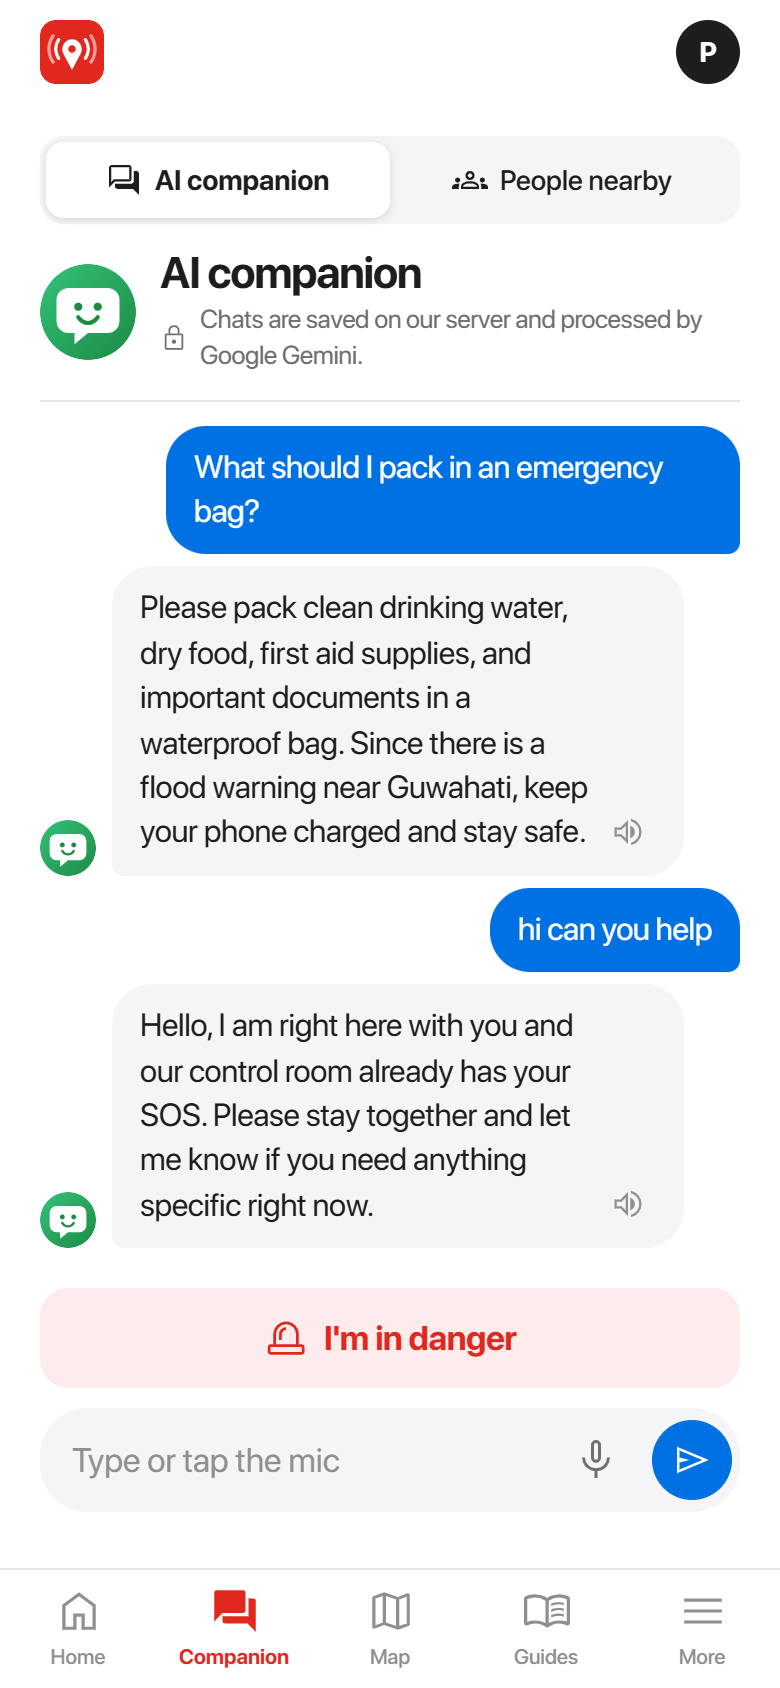 P
AI companion
People nearby
AI companion
Chats are saved on our server and processed by
Google Gemini.
What should I pack in an emergency
bag?
Please pack clean drinking water,
dry food, first aid supplies, and
important documents in a
waterproof bag. Since there is a
flood warning near Guwahati, keep
your phone charged and stay safe.
hi can you help
Hello, I am right here with you and
our control room already has your
SOS. Please stay together and let
me know if you need anything
specific right now.
I'm in danger
Type or tap the mic
Home
Companion
Map
Guides
More